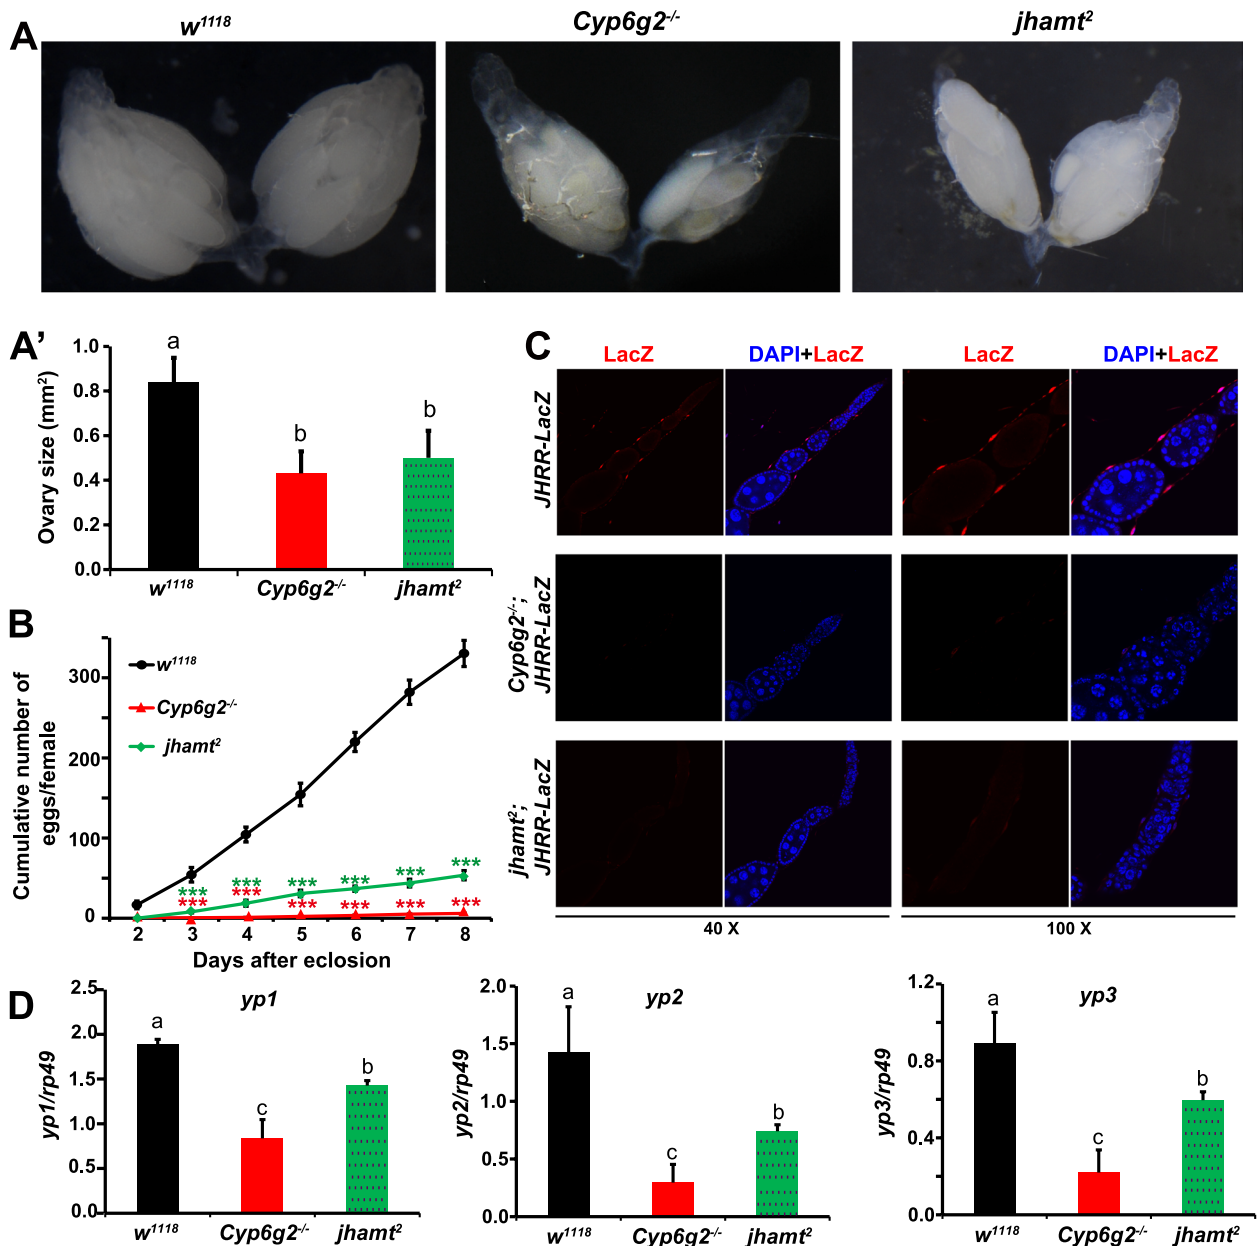 A
w¹¹¹⁸
Cyp6g2⁻/⁻
jhamt²
A'
Ovary size (mm²)
1.0
0.8
0.6
0.4
0.2
0.0
a
b
b
w¹¹¹⁸
Cyp6g2⁻/⁻
jhamt²
B
Cumulative number of
eggs/female
300
200
100
0
w¹¹¹⁸
Cyp6g2⁻/⁻
jhamt²
*** *** *** *** *** ***
*** *** *** *** *** ***
2 3 4 5 6 7 8
Days after eclosion
C
LacZ
DAPI+LacZ
LacZ
DAPI+LacZ
JHRR-LacZ
Cyp6g2⁻/⁻;
JHRR-LacZ
jhamt²;
JHRR-LacZ
40 X
100 X
D
yp1
yp1/rp49
2.5
2.0
1.5
1.0
0.5
0.0
a
c
b
w¹¹¹⁸
Cyp6g2⁻/⁻
jhamt²
yp2
yp2/rp49
2.0
1.5
1.0
0.5
0.0
a
c
b
w¹¹¹⁸
Cyp6g2⁻/⁻
jhamt²
yp3
yp3/rp49
1.2
0.8
0.4
0.0
a
c
b
w¹¹¹⁸
Cyp6g2⁻/⁻
jhamt²